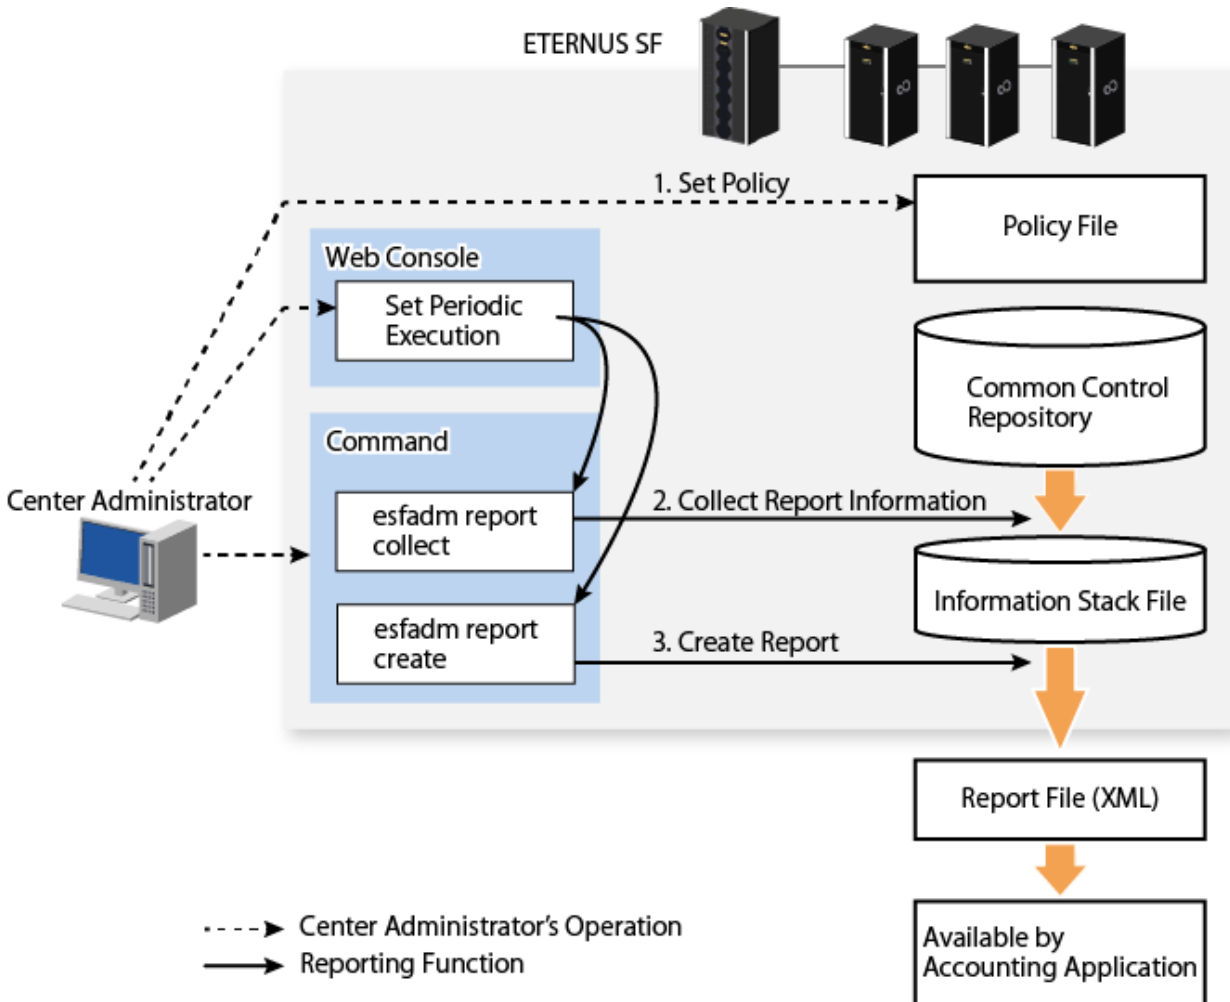 ETERNUS SF
1. Set Policy
Policy File
Web Console
Set Periodic
Execution
Common Control
Repository
Command
Center Administrator
esfadm report
collect
2. Collect Report Information
Information Stack File
esfadm report
create
3. Create Report
Report File (XML)
Center Administrator's Operation
Reporting Function
Available by
Accounting Application